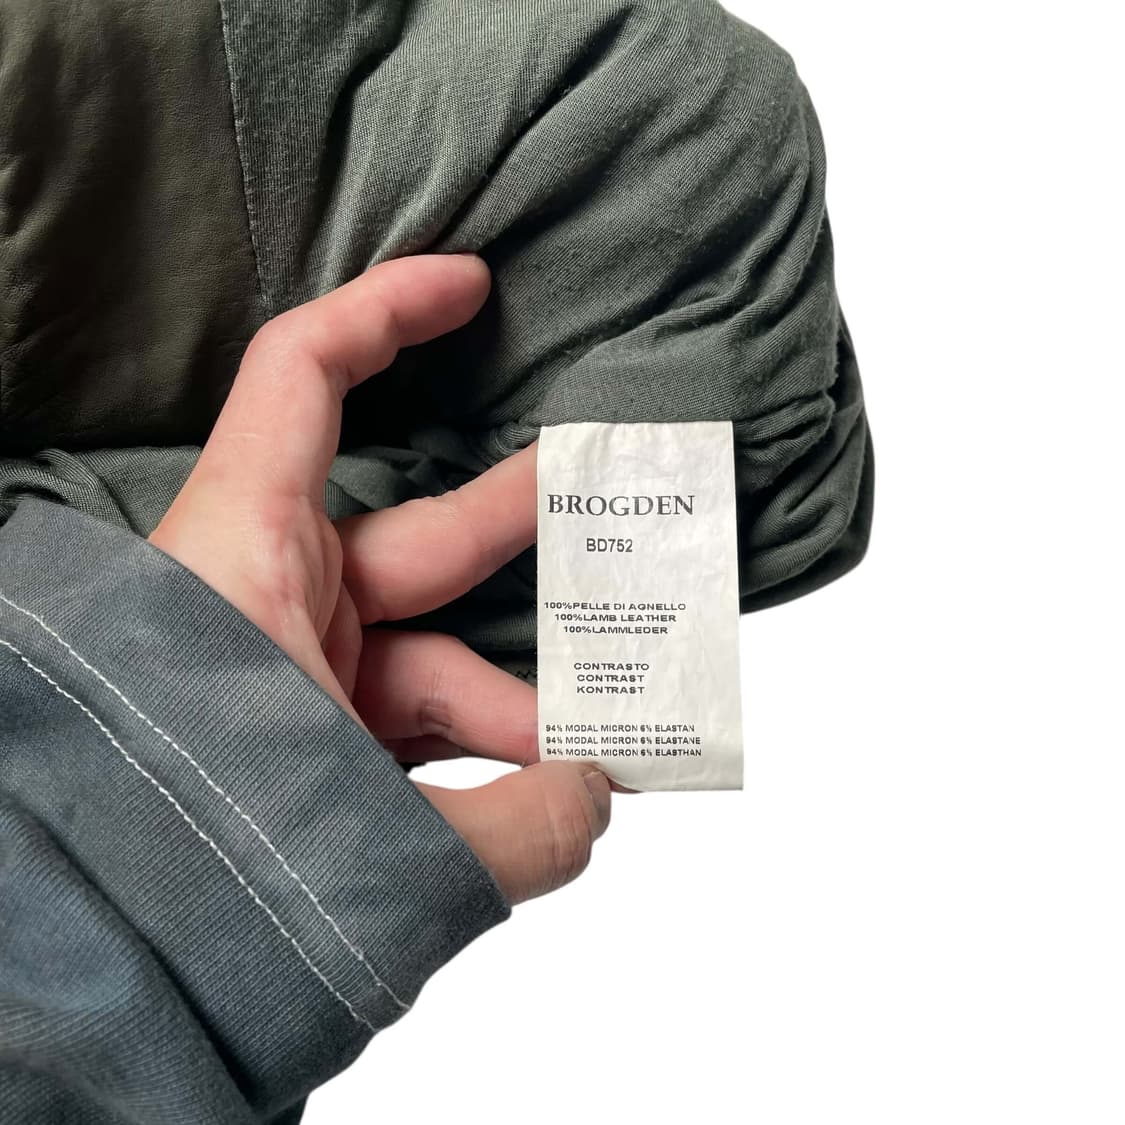 BROGDEN
BD752
100%PELLE DI AGNELLO
100%LAMB LEATHER
100%LAMMLEDER
CONTRASTO
CONTRAST
KONTRAST
94% MODAL MICRON 6% ELASTAN
94% MODAL MICRON 6% ELASTANE
94% MODAL MICRON 6% ELASTHAN